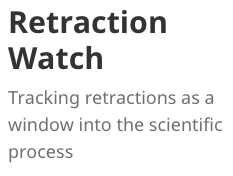 Retraction
Watch
Tracking retractions as a
window into the scientific
process